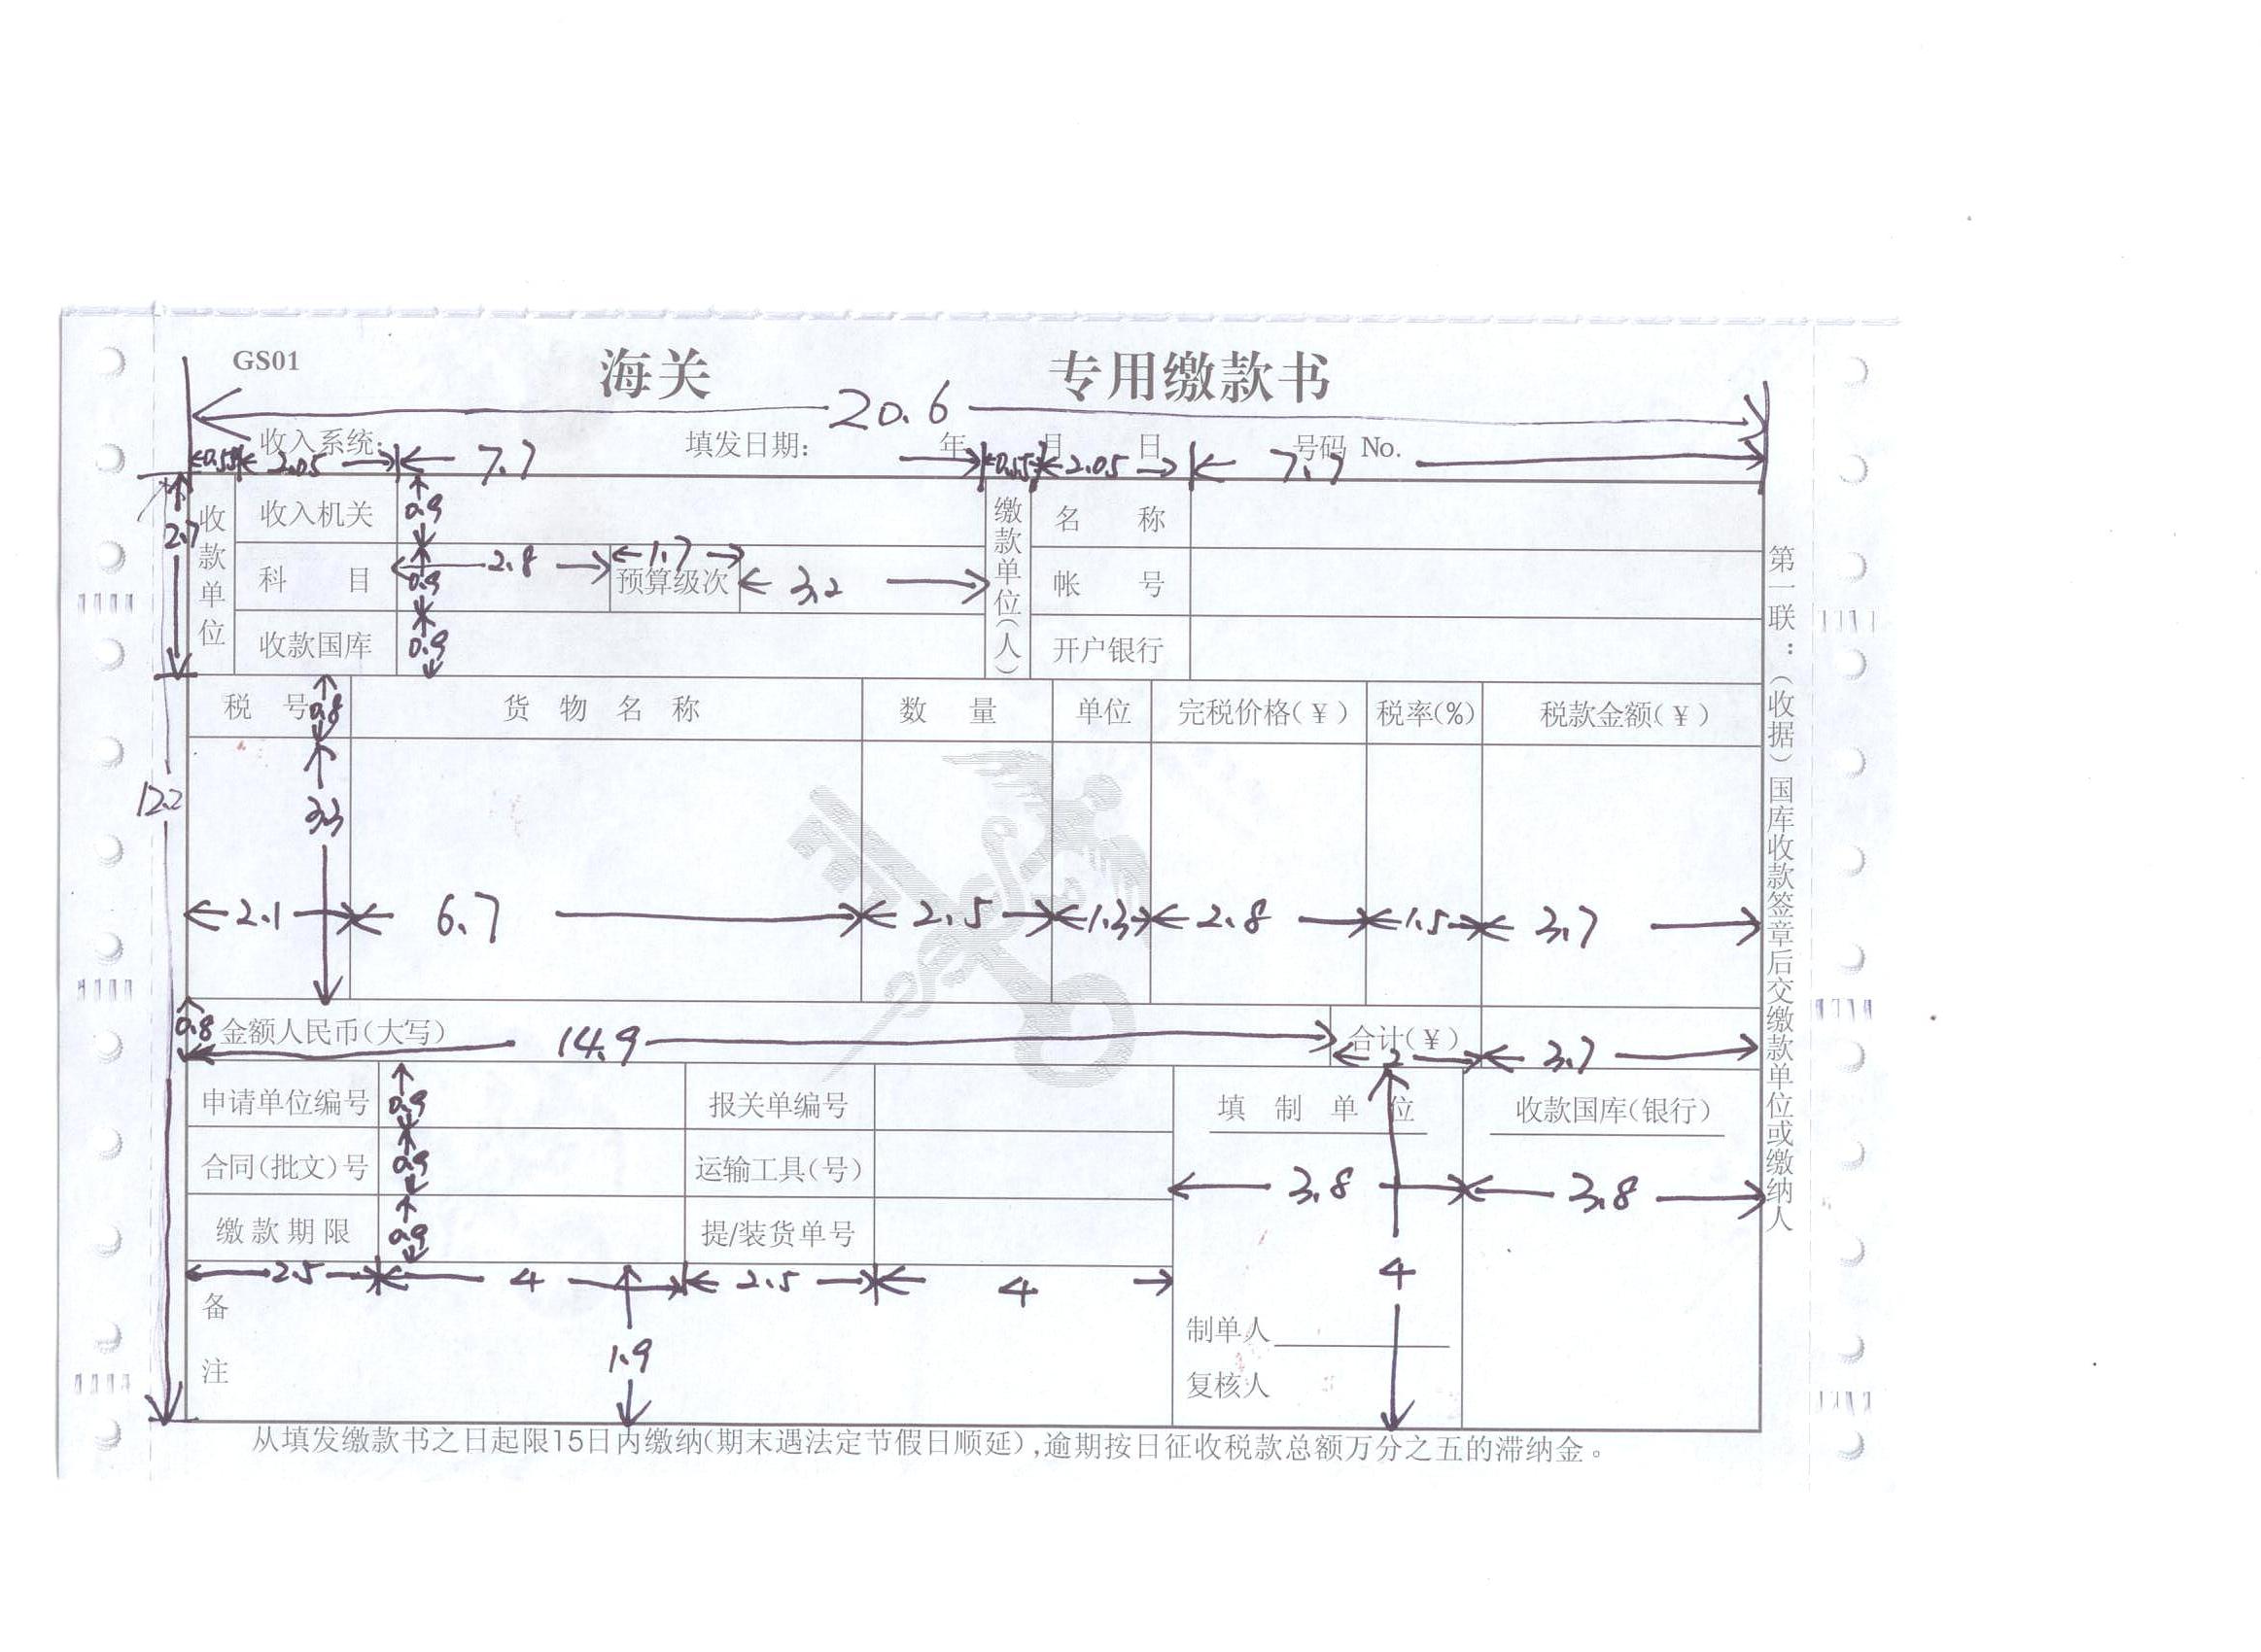 GS01 海关 专用缴款书
20.6
收入系统: 填发日期: 年 月 日 号码 No.
0.55 2.05 7.7 0.55 2.05 7.7
收款单位 收入机关 0.9 缴款单位(人) 名 称
2.7
科 目 2.8 0.9 预算级次 1.7 3.2 帐 号
收款国库 0.9 开户银行
税 号 0.8 货 物 名 称 数 量 单位 完税价格(¥) 税率(%) 税款金额(¥)
12.2 3.3
2.1 6.7 2.5 1.3 2.8 1.5 3.7
0.8 金额人民币(大写) 14.9 合计(¥) 2 3.7
申请单位编号 0.9 报关单编号 填 制 单 位 收款国库(银行)
合同(批文)号 0.9 运输工具(号) 3.8 3.8
缴款期限 0.9 提/装货单号
2.5 4 2.5 4 4
备注 1.9
制单人
复核人
从填发缴款书之日起限15日内缴纳(期末遇法定节假日顺延),逾期按日征收税款总额万分之五的滞纳金。
第一联:(收据)国库收款签章后交缴款单位或缴纳人